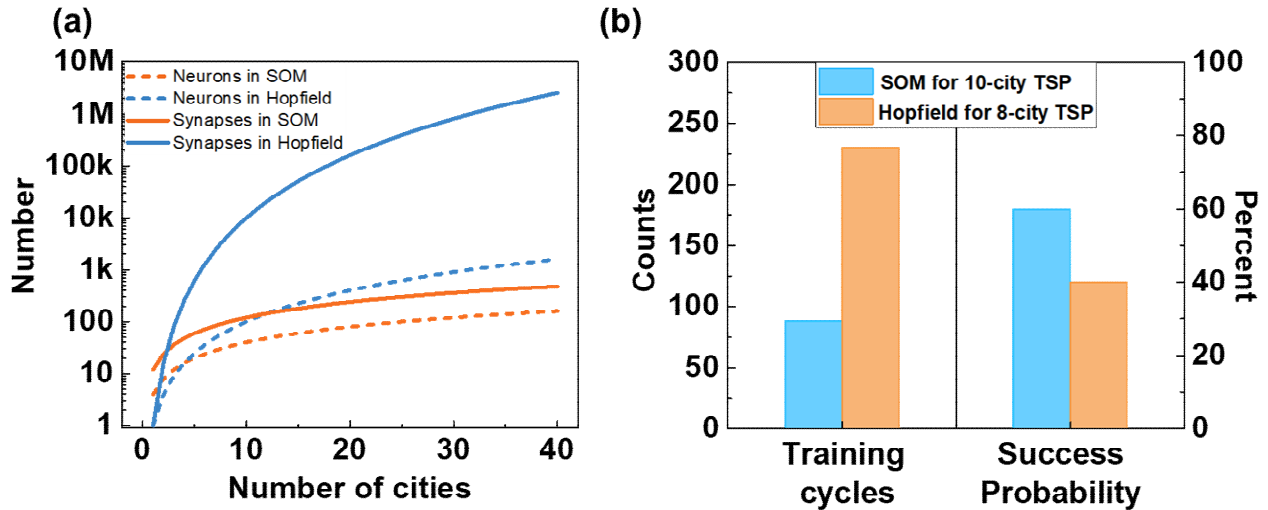 (a)
10M
1M
100k
10k
1k
100
10
1
Number
Neurons in SOM
Neurons in Hopfield
Synapses in SOM
Synapses in Hopfield
0
10
20
30
40
Number of cities
(b)
300
250
200
150
100
50
0
Counts
SOM for 10-city TSP
Hopfield for 8-city TSP
100
80
60
40
20
0
Percent
Training
cycles
Success
Probability